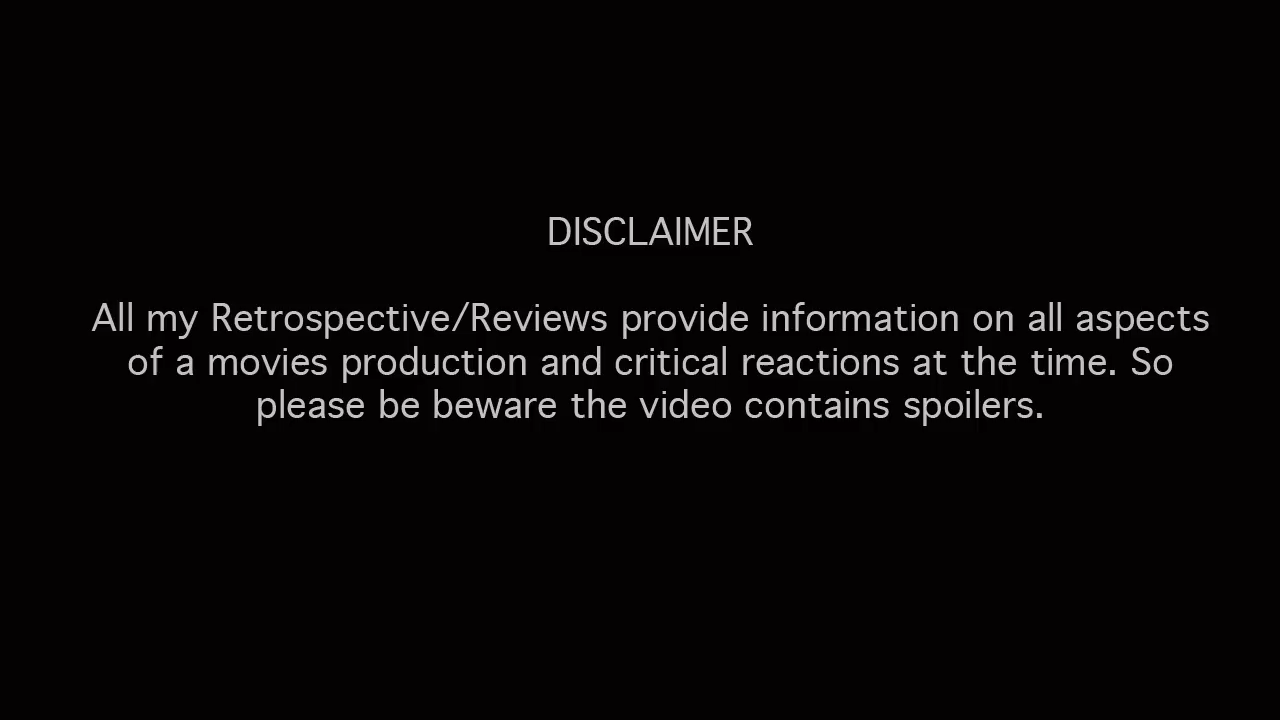 DISCLAIMER
All my Retrospective/Reviews provide information on all aspects
of a movies production and critical reactions at the time. So
please be beware the video contains spoilers.